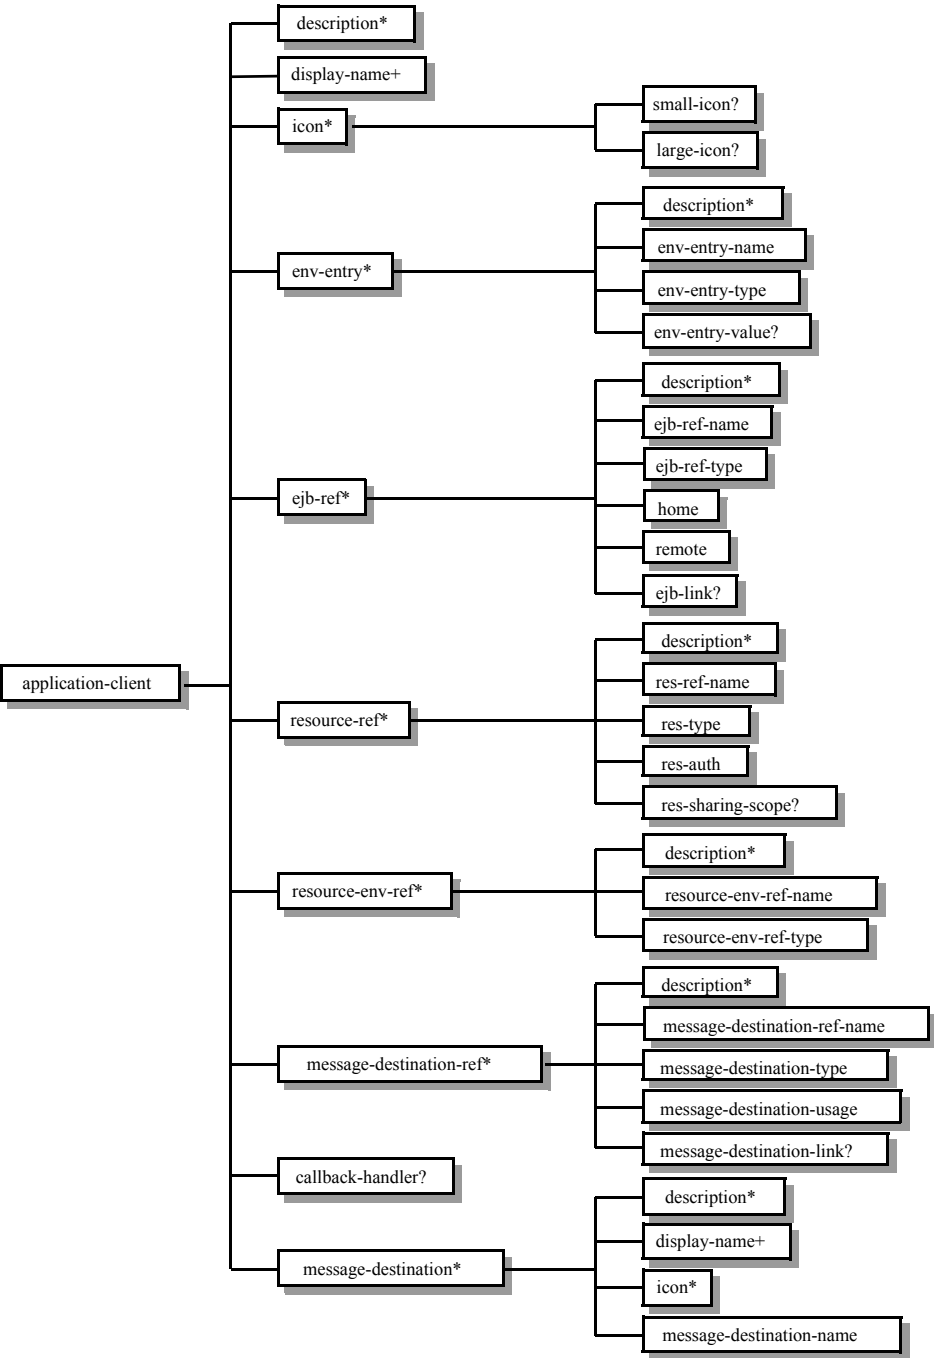 description*
display-name+
icon*
small-icon?
large-icon?
env-entry*
description*
env-entry-name
env-entry-type
env-entry-value?
ejb-ref*
description*
ejb-ref-name
ejb-ref-type
home
remote
ejb-link?
application-client
resource-ref*
description*
res-ref-name
res-type
res-auth
res-sharing-scope?
resource-env-ref*
description*
resource-env-ref-name
resource-env-ref-type
message-destination-ref*
description*
message-destination-ref-name
message-destination-type
message-destination-usage
message-destination-link?
callback-handler?
message-destination*
description*
display-name+
icon*
message-destination-name